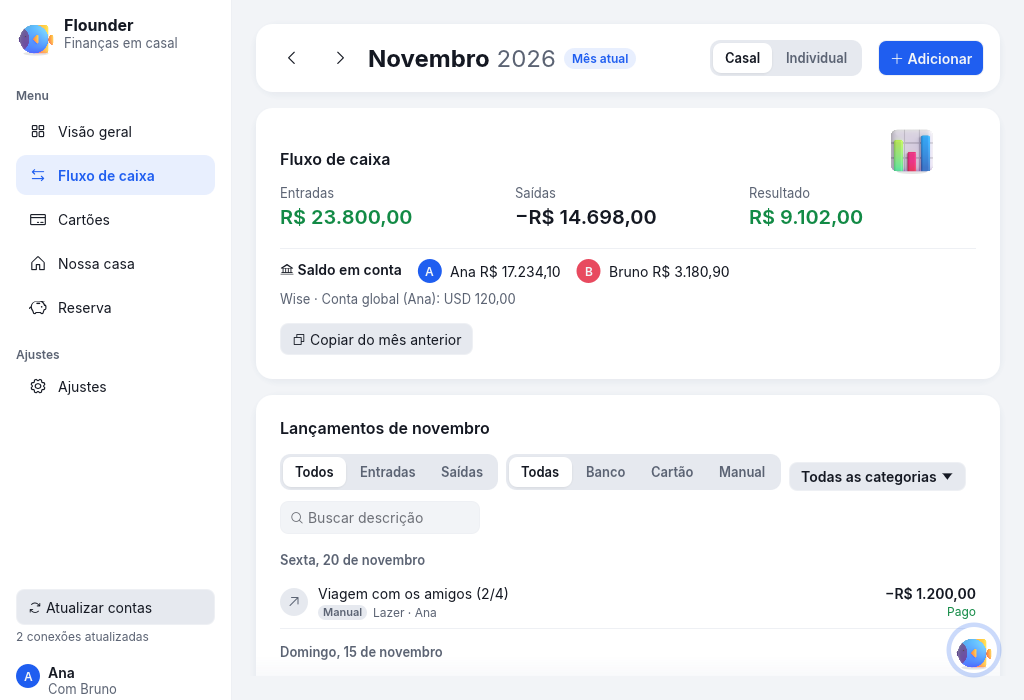 Flounder
Finanças em casal
Menu
Visão geral
Fluxo de caixa
Cartões
Nossa casa
Reserva
Ajustes
Ajustes
Atualizar contas
2 conexões atualizadas
A
Ana
Com Bruno
Novembro 2026 Mês atual
Casal Individual
+ Adicionar
Fluxo de caixa
Entradas Saídas Resultado
R$ 23.800,00 −R$ 14.698,00 R$ 9.102,00
Saldo em conta A Ana R$ 17.234,10 B Bruno R$ 3.180,90
Wise · Conta global (Ana): USD 120,00
Copiar do mês anterior
Lançamentos de novembro
Todos Entradas Saídas Todas Banco Cartão Manual Todas as categorias
Buscar descrição
Sexta, 20 de novembro
Viagem com os amigos (2/4) −R$ 1.200,00
Manual Lazer · Ana Pago
Domingo, 15 de novembro